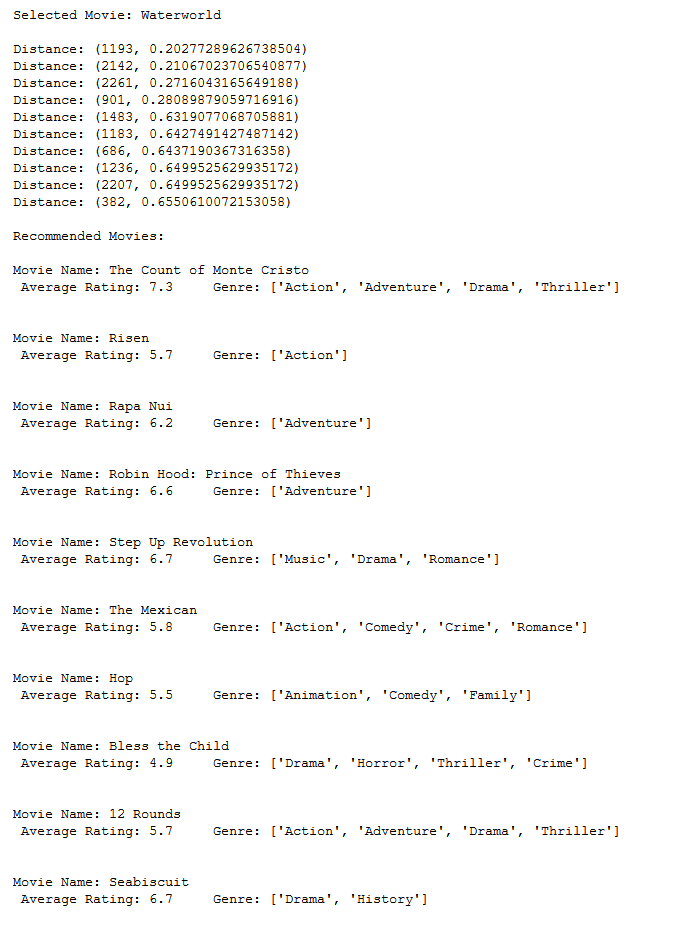 Selected Movie: Waterworld
Distance: (1193, 0.20277289626738504)
Distance: (2142, 0.21067023706540877)
Distance: (2261, 0.2716043165649188)
Distance: (901, 0.28089879059716916)
Distance: (1483, 0.6319077068705881)
Distance: (1183, 0.6427491427487142)
Distance: (686, 0.6437190367316358)
Distance: (1236, 0.6499525629935172)
Distance: (2207, 0.6499525629935172)
Distance: (382, 0.6550610072153058)
Recommended Movies:
Movie Name: The Count of Monte Cristo
Average Rating: 7.3     Genre: ['Action', 'Adventure', 'Drama', 'Thriller']
Movie Name: Risen
Average Rating: 5.7     Genre: ['Action']
Movie Name: Rapa Nui
Average Rating: 6.2     Genre: ['Adventure']
Movie Name: Robin Hood: Prince of Thieves
Average Rating: 6.6     Genre: ['Adventure']
Movie Name: Step Up Revolution
Average Rating: 6.7     Genre: ['Music', 'Drama', 'Romance']
Movie Name: The Mexican
Average Rating: 5.8     Genre: ['Action', 'Comedy', 'Crime', 'Romance']
Movie Name: Hop
Average Rating: 5.5     Genre: ['Animation', 'Comedy', 'Family']
Movie Name: Bless the Child
Average Rating: 4.9     Genre: ['Drama', 'Horror', 'Thriller', 'Crime']
Movie Name: 12 Rounds
Average Rating: 5.7     Genre: ['Action', 'Adventure', 'Drama', 'Thriller']
Movie Name: Seabiscuit
Average Rating: 6.7     Genre: ['Drama', 'History']